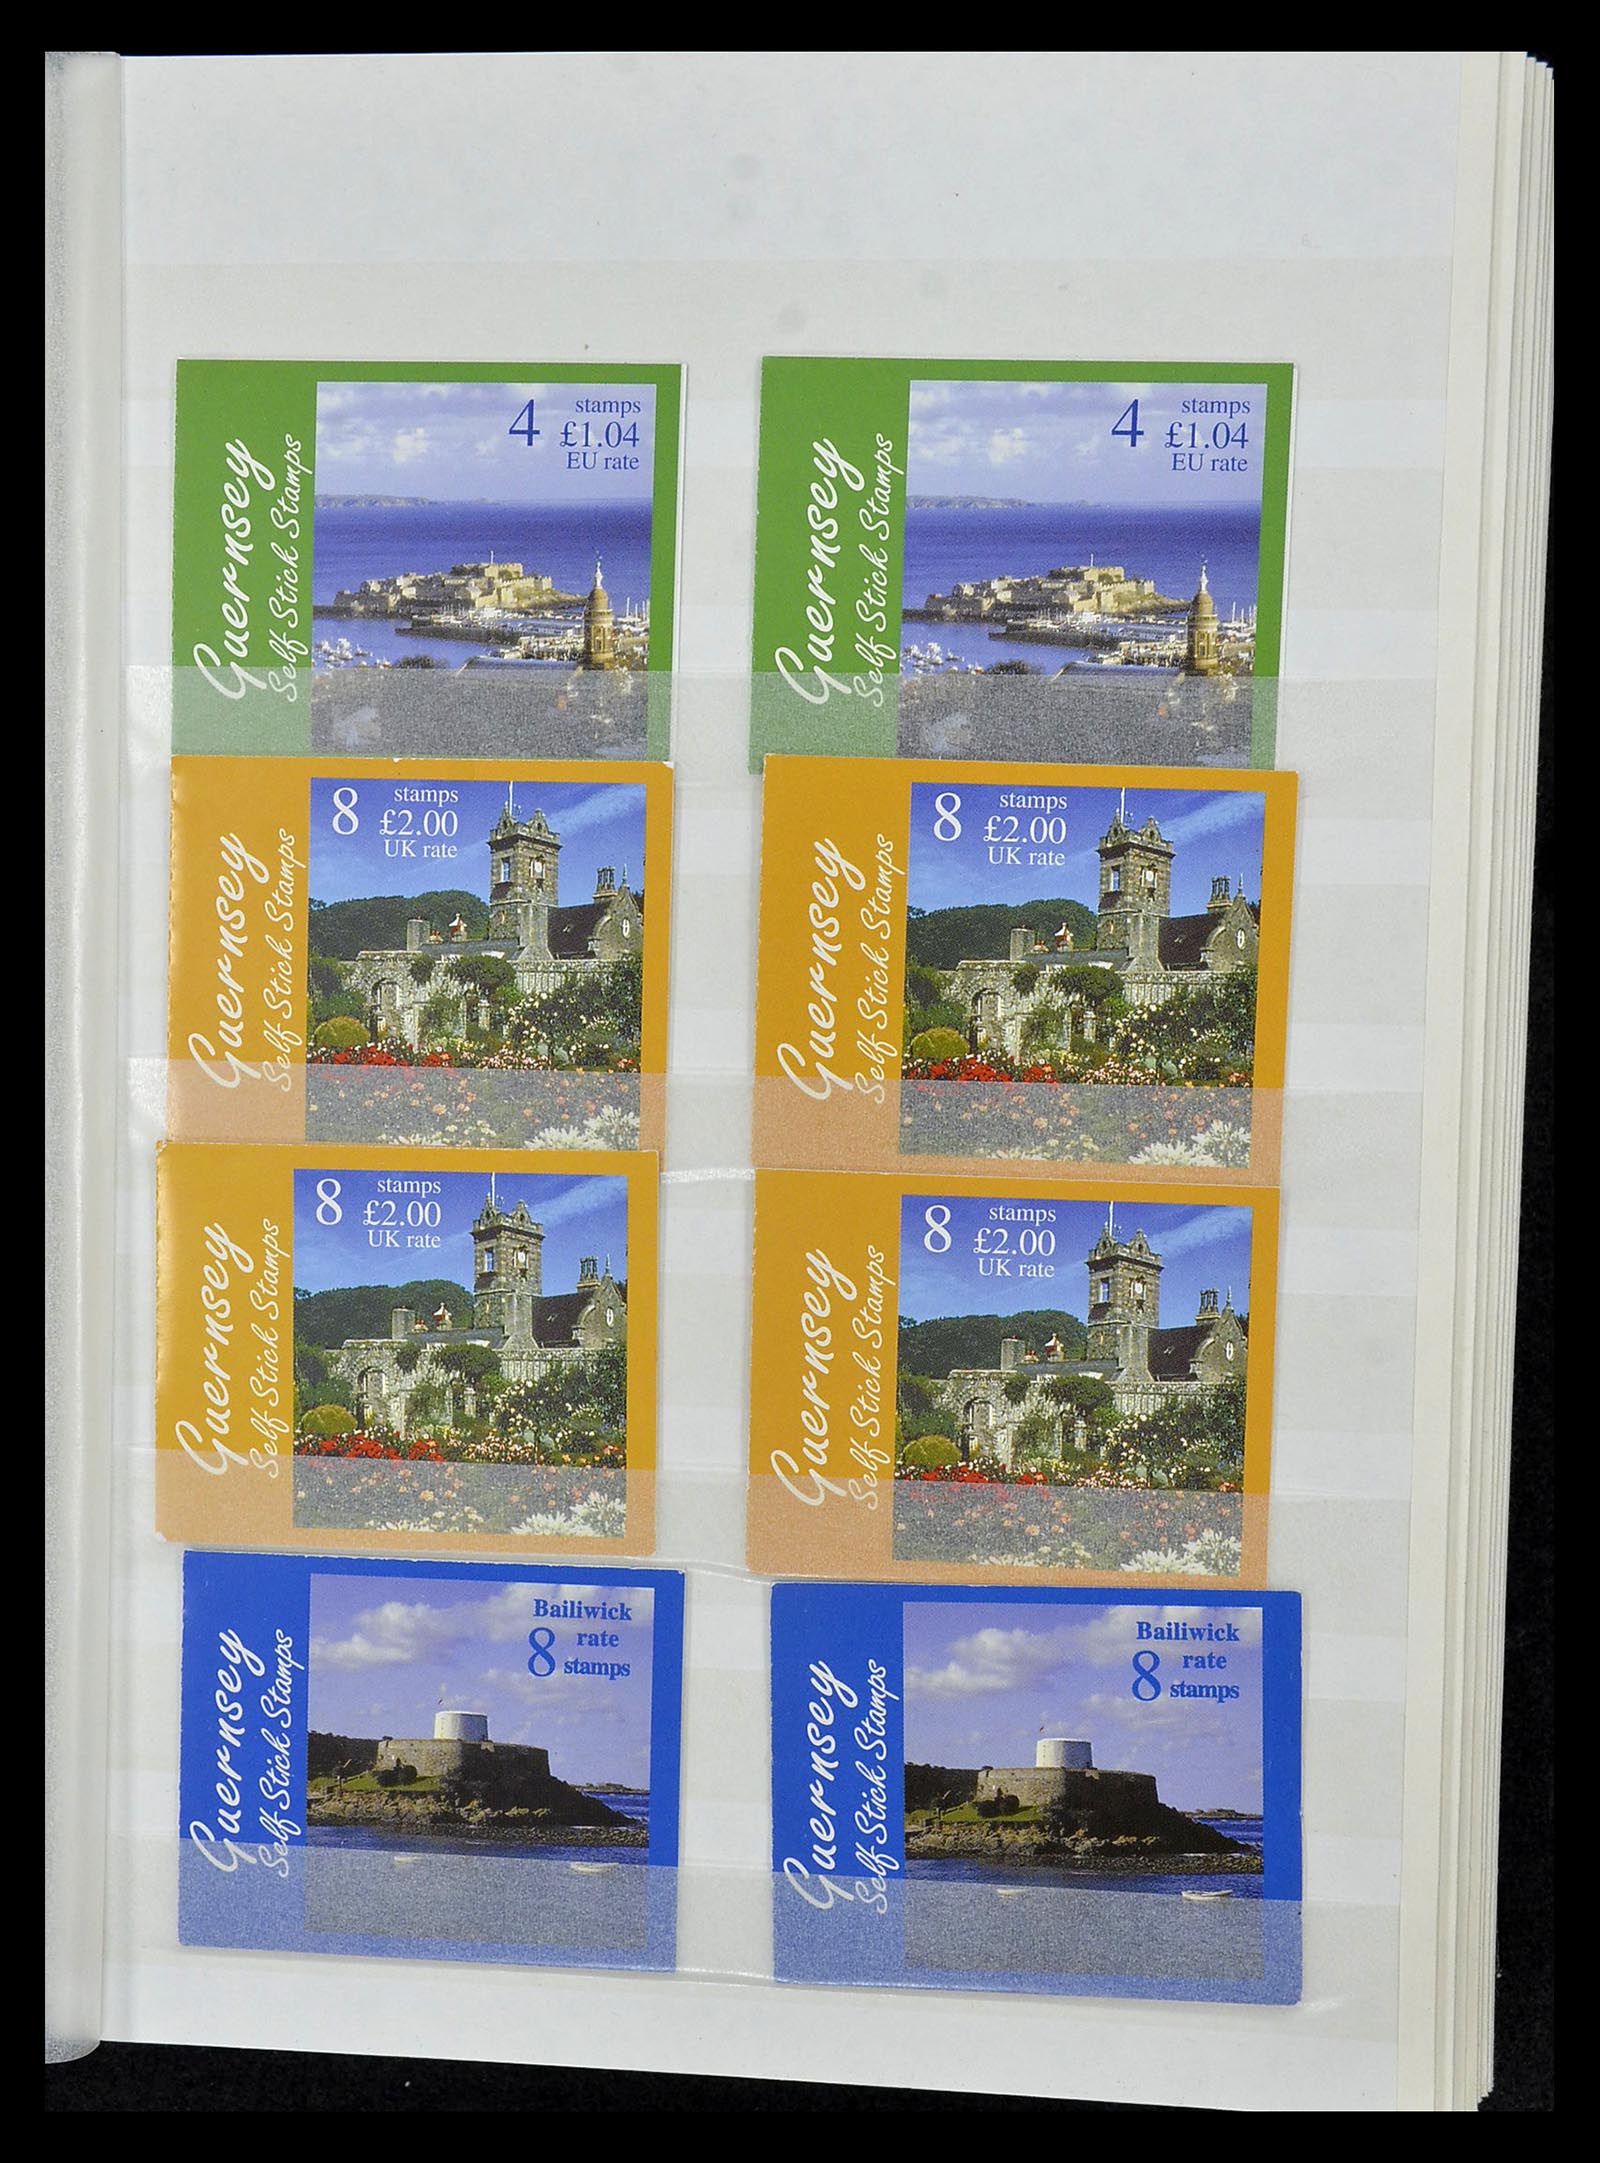 Guernsey
Self Stick Stamps
4 stamps
£1.04
EU rate
Guernsey
Self Stick Stamps
4 stamps
£1.04
EU rate
Guernsey
Self Stick Stamps
8 stamps
£2.00
UK rate
Guernsey
Self Stick Stamps
8 stamps
£2.00
UK rate
Guernsey
Self Stick Stamps
8 stamps
£2.00
UK rate
Guernsey
Self Stick Stamps
8 stamps
£2.00
UK rate
Guernsey
Self Stick Stamps
Bailiwick
rate
8 stamps
Guernsey
Self Stick Stamps
Bailiwick
rate
8 stamps